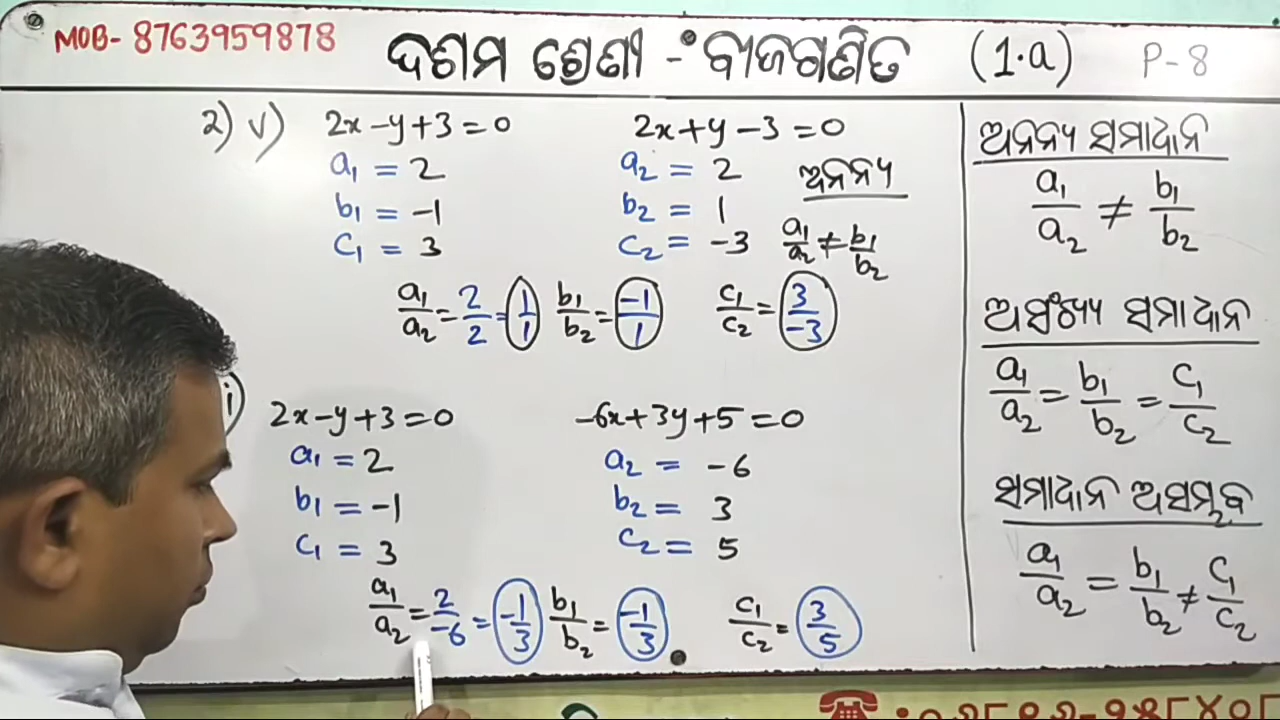 MOB- 8763959878 ଦଶମ ଶ୍ରେଣୀ - ବୀଜଗଣିତ (1.a) P-8
2) v) 2x-y+3=0 2x+y-3=0
a₁ = 2 a₂ = 2 ଅନନ୍ୟ
b₁ = -1 b₂ = 1
c₁ = 3 c₂ = -3 a₁/a₂ ≠ b₁/b₂
a₁/a₂ = 2/2 = 1/1 b₁/b₂ = -1/1 c₁/c₂ = 3/-3
i) 2x-y+3=0 -6x+3y+5=0
a₁ = 2 a₂ = -6
b₁ = -1 b₂ = 3
c₁ = 3 c₂ = 5
a₁/a₂ = 2/-6 = -1/3 b₁/b₂ = -1/3 c₁/c₂ = 3/5
ଅନନ୍ୟ ସମାଧାନ
a₁/a₂ ≠ b₁/b₂
ଅସଂଖ୍ୟ ସମାଧାନ
a₁/a₂ = b₁/b₂ = c₁/c₂
ସମାଧାନ ଅସମ୍ଭବ
a₁/a₂ = b₁/b₂ ≠ c₁/c₂